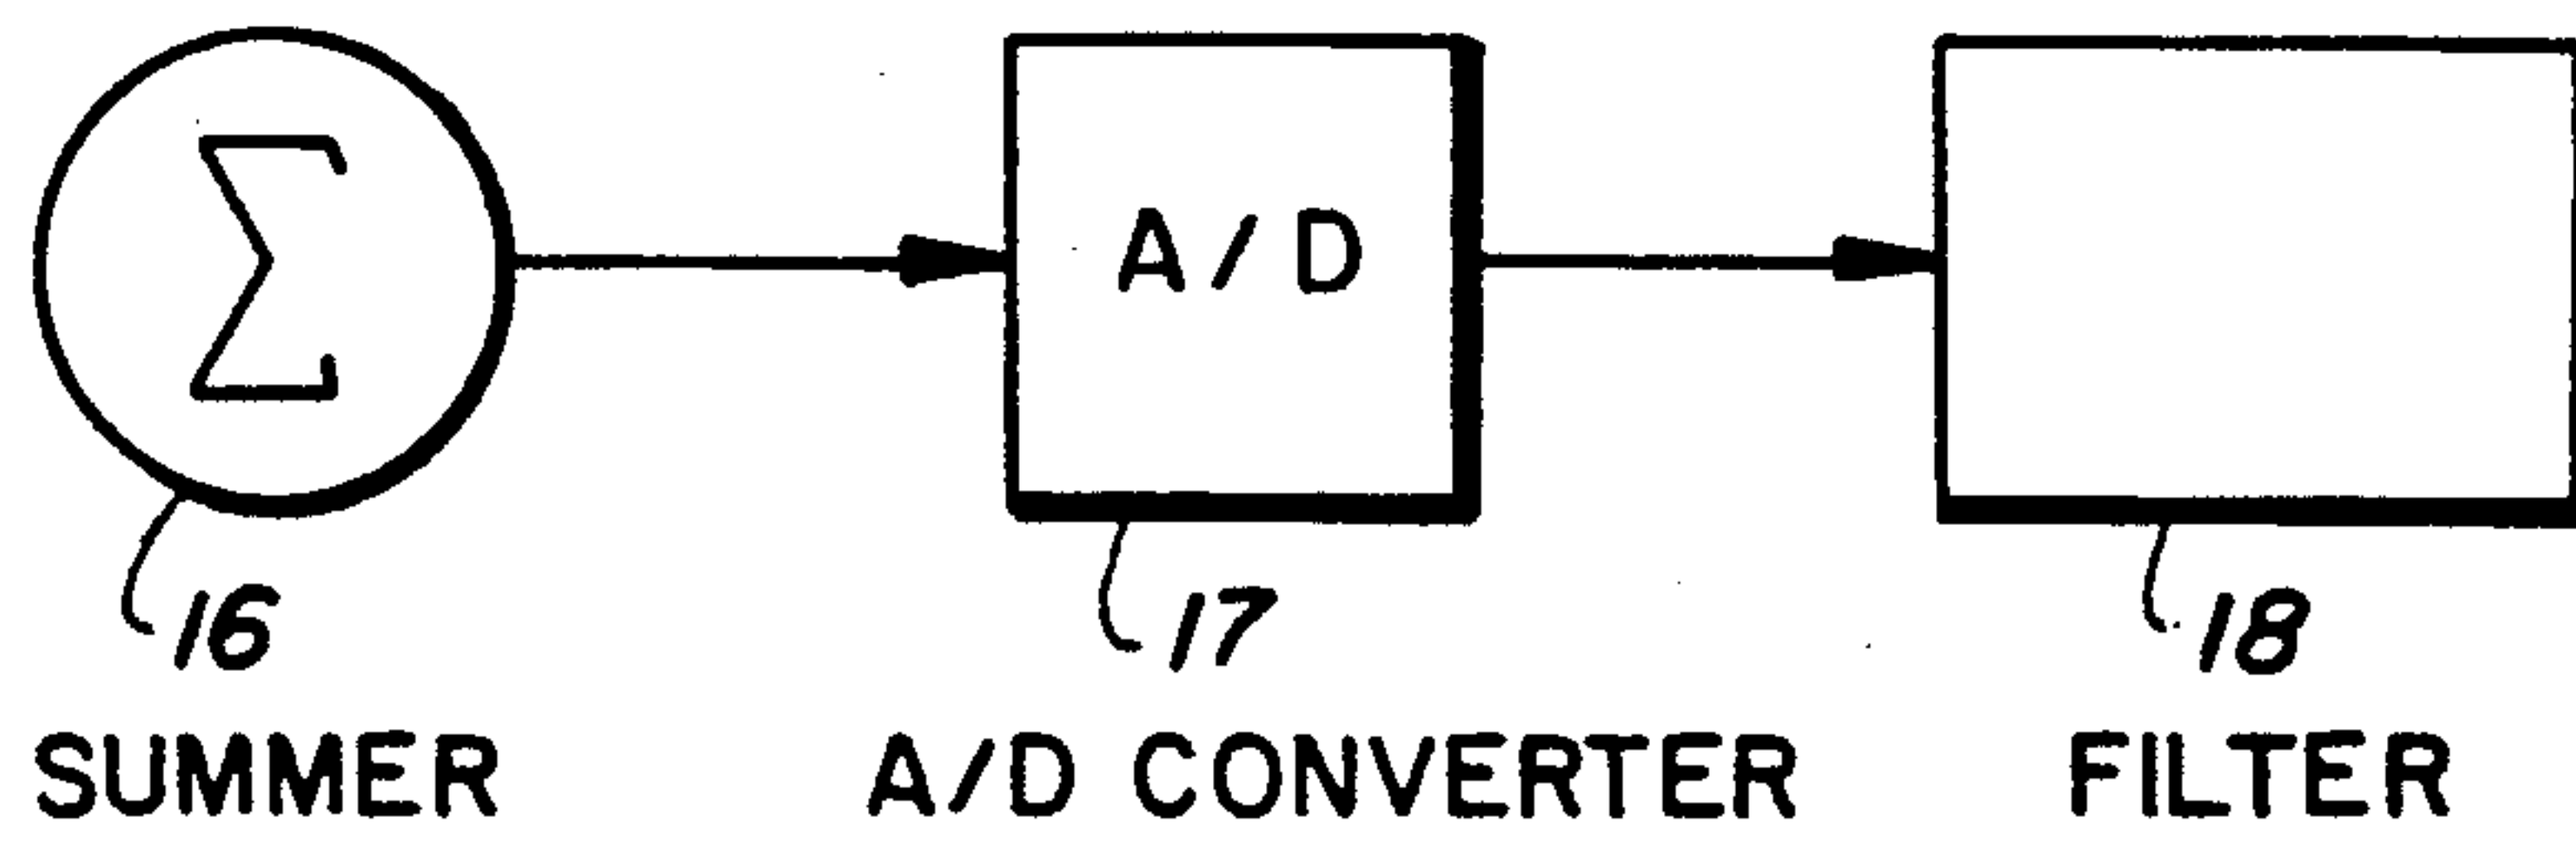 Σ
A/D
16
17
18
SUMMER
A/D CONVERTER
FILTER